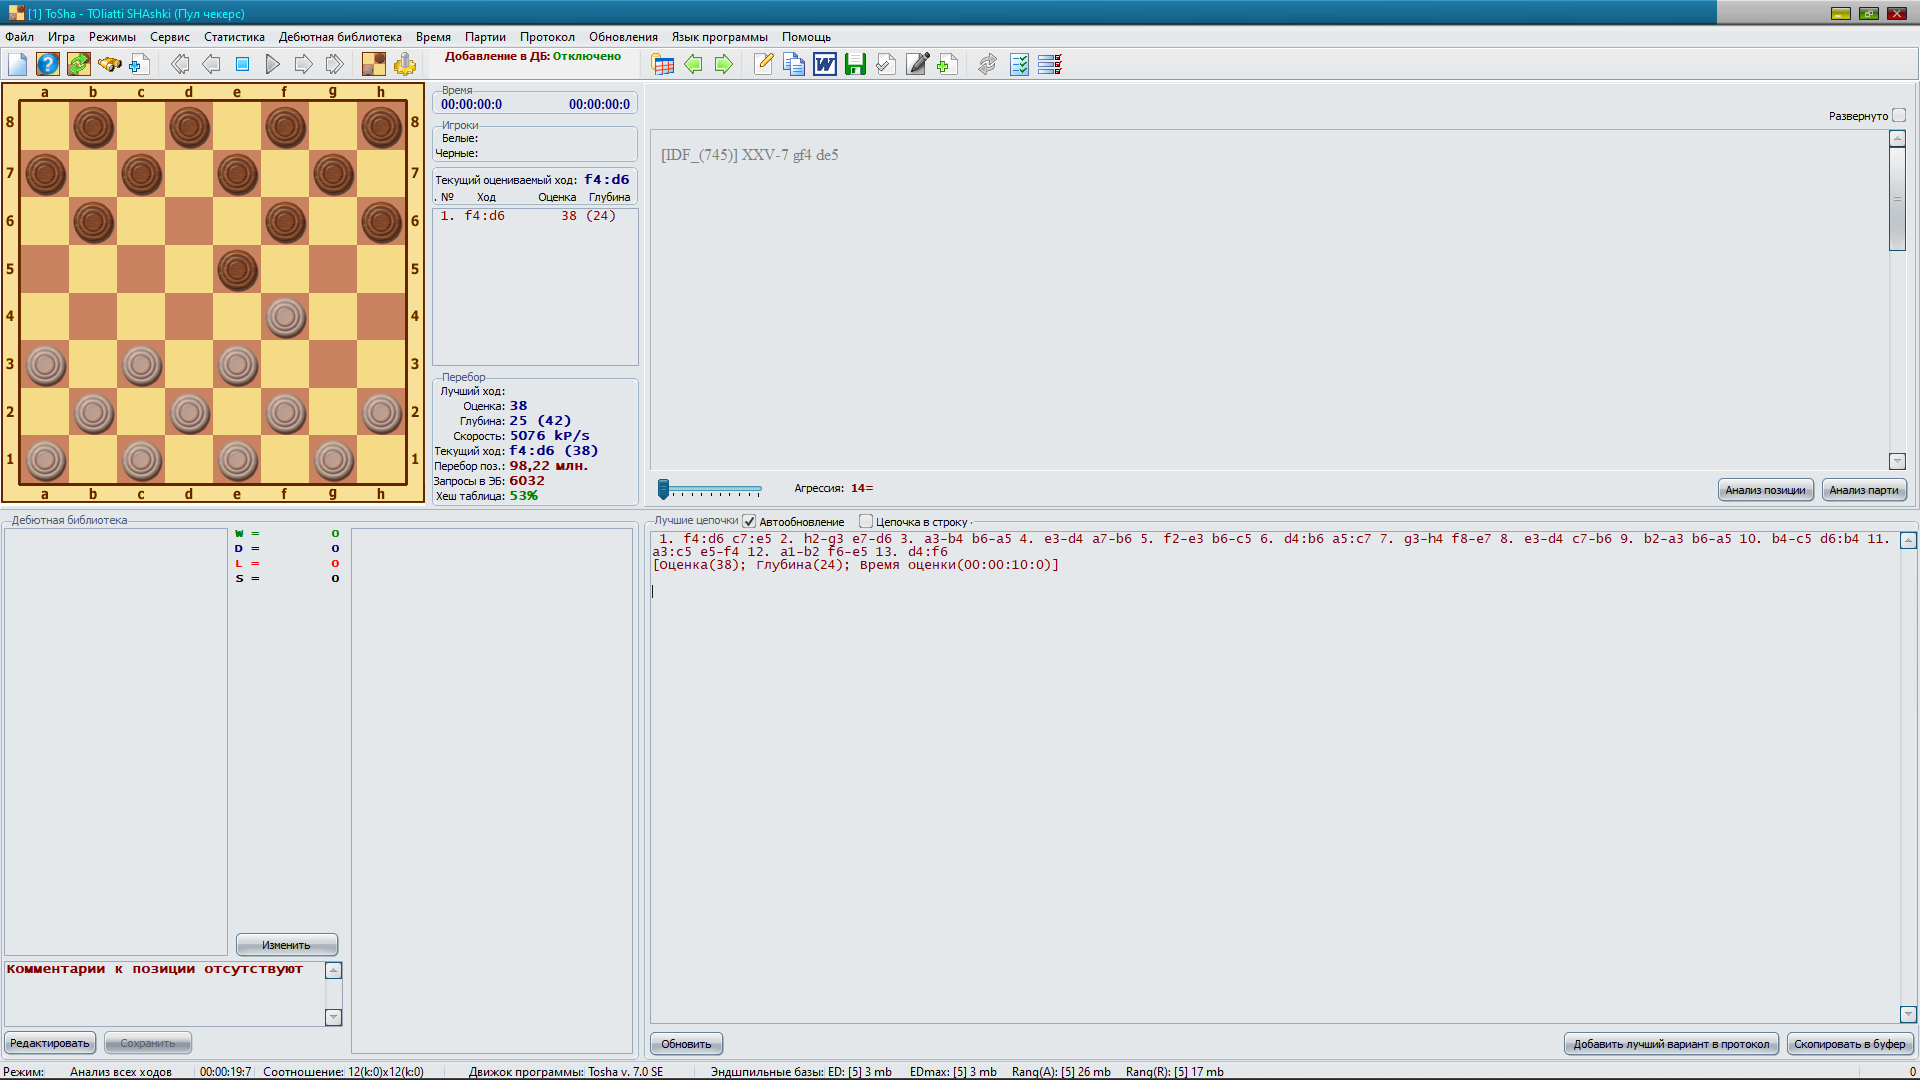 [1] ToSha - TOliatti SHAshki (Пул чекерс)
Файл Игра Режимы Сервис Статистика Дебютная библиотека Время Партии Протокол Обновления Язык программы Помощь
Добавление в ДБ: Отключено
a b c d e f g h
8 8
7 7
6 6
5 5
4 4
3 3
2 2
1 1
a b c d e f g h
Время
00:00:00:0 00:00:00:0
Игроки
Белые:
Черные:
Текущий оцениваемый ход: f4:d6
. № Ход Оценка Глубина
1. f4:d6 38 (24)
Перебор
Лучший ход:
Оценка: 38
Глубина: 25 (42)
Скорость: 5076 kP/s
Текущий ход: f4:d6 (38)
Перебор поз.: 98,22 млн.
Запросы в ЭБ: 6032
Хеш таблица: 53%
Развернуто
[IDF_(745)] XXV-7 gf4 de5
Агрессия: 14=
Анализ позиции Анализ парти
Дебютная библиотека
W = 0
D = 0
L = 0
S = 0
Изменить
Комментарии к позиции отсутствуют
Редактировать Сохранить
Лучшие цепочки Автообновление Цепочка в строку .
1. f4:d6 c7:e5 2. h2-g3 e7-d6 3. a3-b4 b6-a5 4. e3-d4 a7-b6 5. f2-e3 b6-c5 6. d4:b6 a5:c7 7. g3-h4 f8-e7 8. e3-d4 c7-b6 9. b2-a3 b6-a5 10. b4-c5 d6:b4 11.
a3:c5 e5-f4 12. a1-b2 f6-e5 13. d4:f6
[Оценка(38); Глубина(24); Время оценки(00:00:10:0)]
Обновить Добавить лучший вариант в протокол Скопировать в буфер
Режим: Анализ всех ходов 00:00:19:7 Соотношение: 12(k:0)x12(k:0) Движок программы: Tosha v. 7.0 SE Эндшпильные базы: ED: [5] 3 mb EDmax: [5] 3 mb Rang(A): [5] 26 mb Rang(R): [5] 17 mb 0